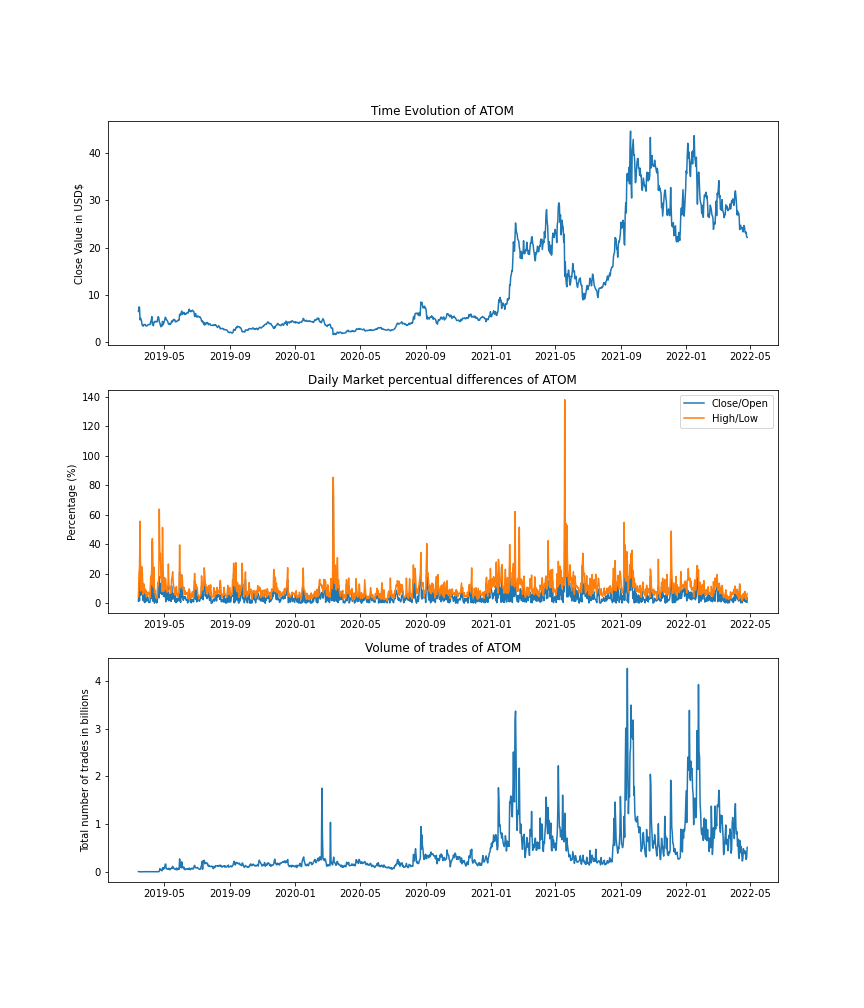 Time Evolution of ATOM
Close Value in USD$
40
30
20
10
0
2019-05 2019-09 2020-01 2020-05 2020-09 2021-01 2021-05 2021-09 2022-01 2022-05
Daily Market percentual differences of ATOM
Percentage (%)
140
120
100
80
60
40
20
0
Close/Open
High/Low
2019-05 2019-09 2020-01 2020-05 2020-09 2021-01 2021-05 2021-09 2022-01 2022-05
Volume of trades of ATOM
Total number of trades in billions
4
3
2
1
0
2019-05 2019-09 2020-01 2020-05 2020-09 2021-01 2021-05 2021-09 2022-01 2022-05